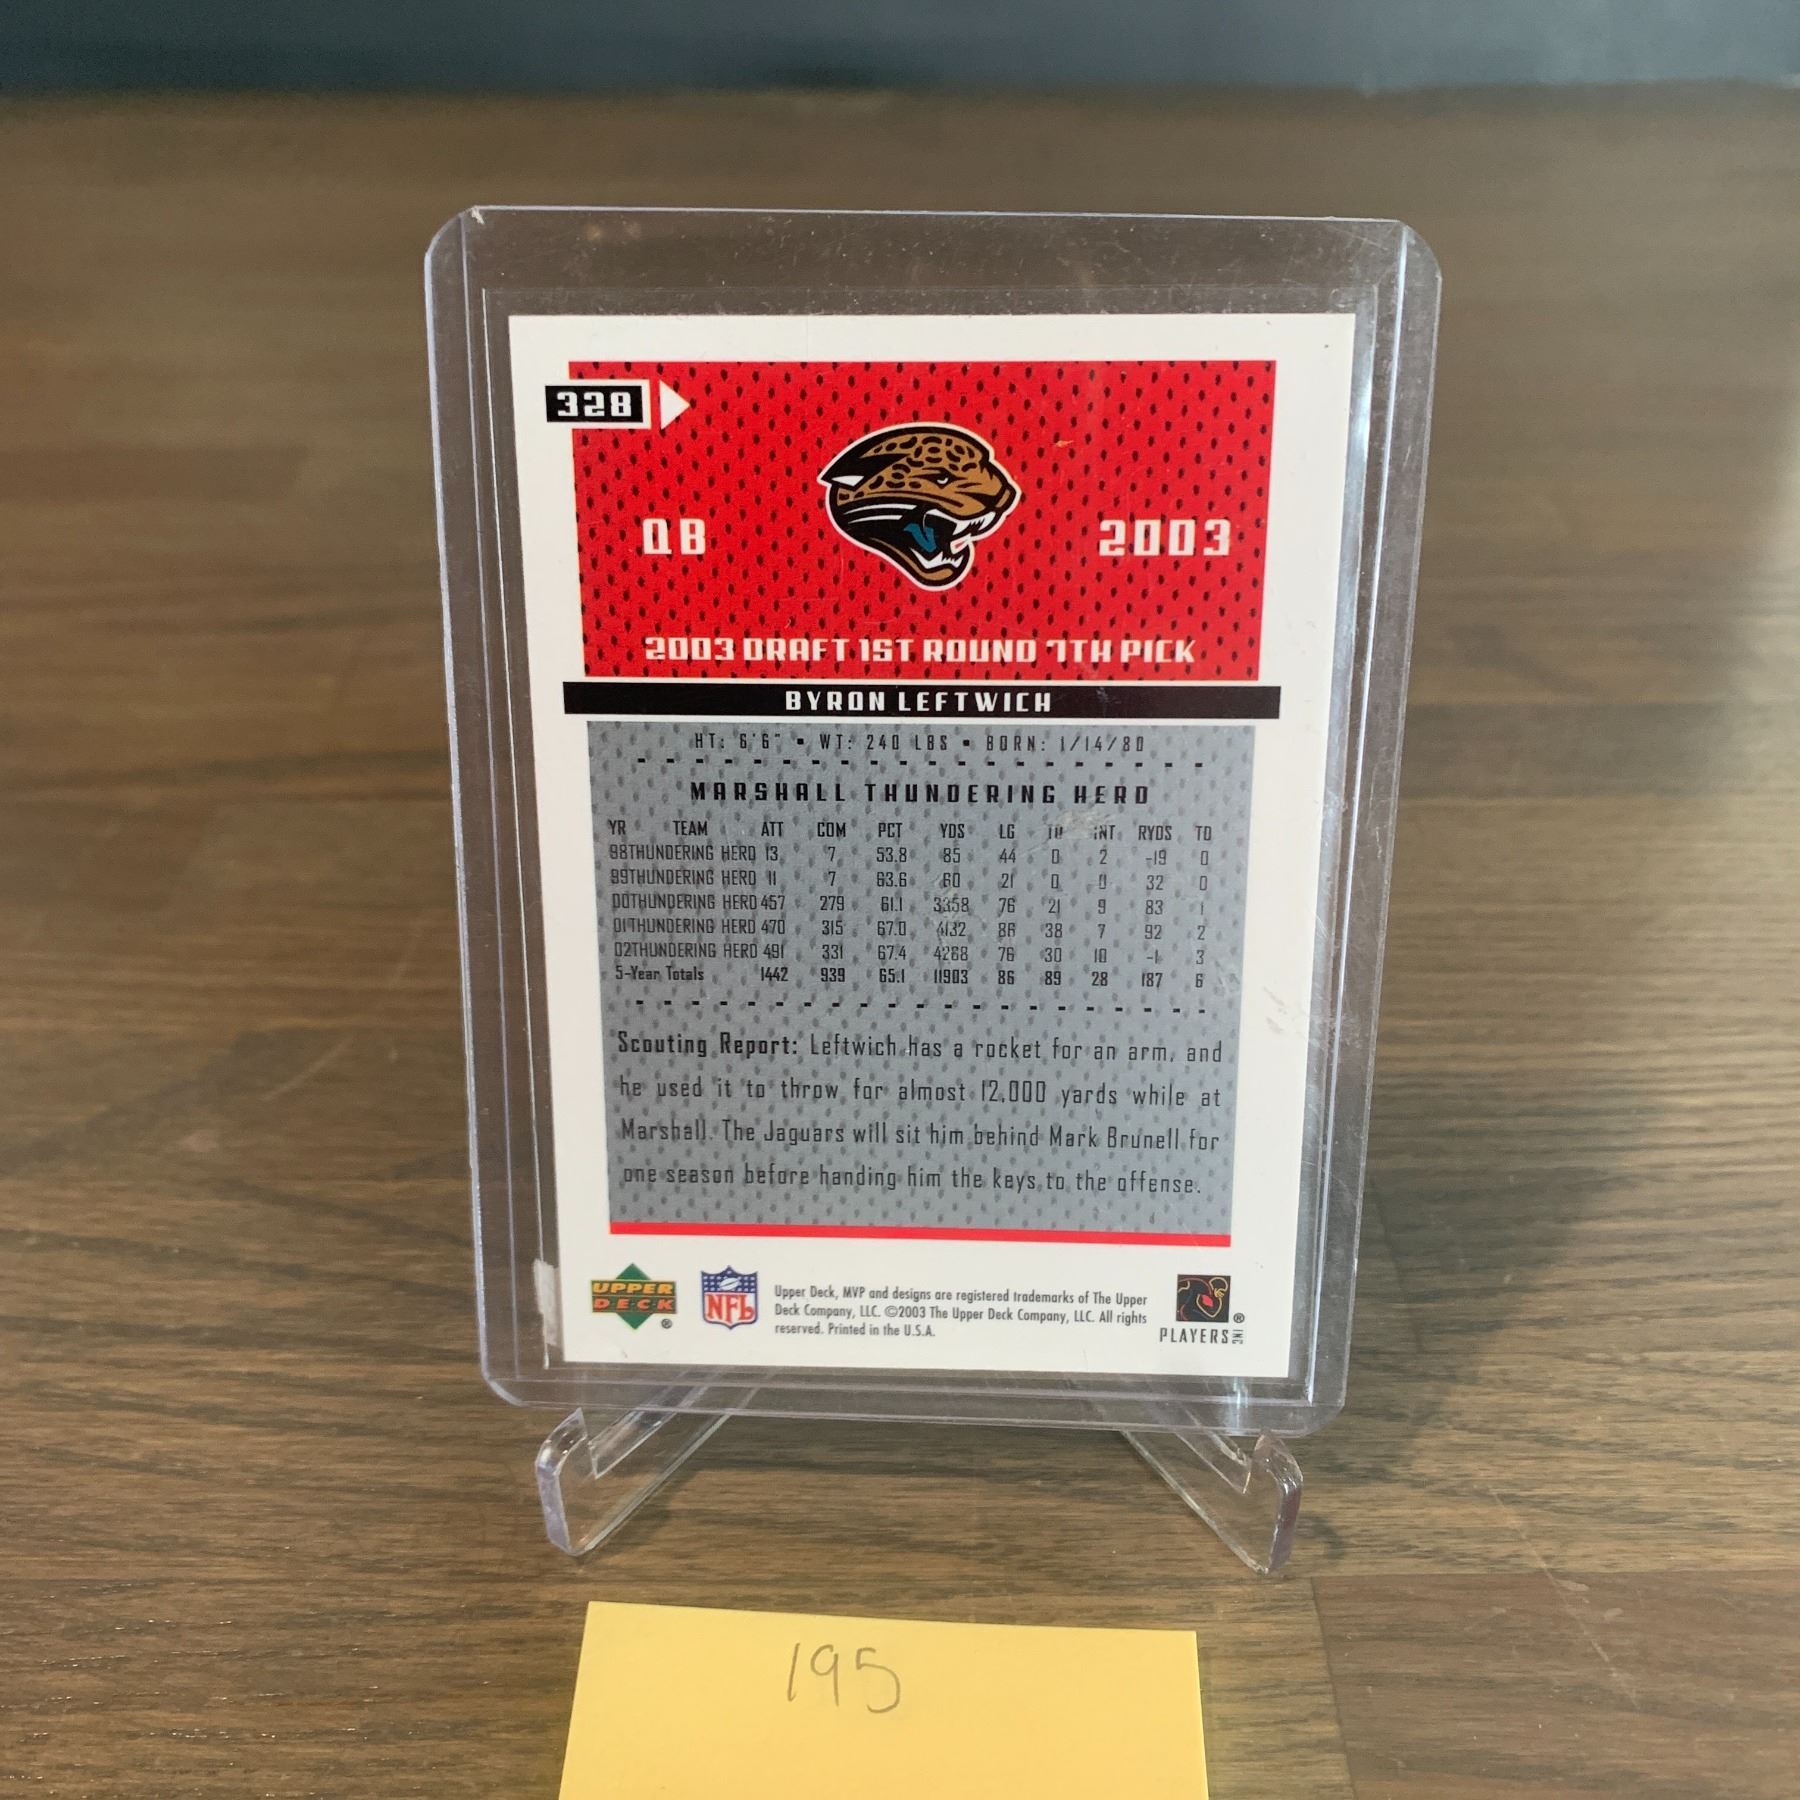 328
QB
2003
2003 DRAFT 1ST ROUND 7TH PICK
BYRON LEFTWICH
HT: 6'6" • WT: 240 LBS • BORN: 1/14/80
MARSHALL THUNDERING HERD
YR TEAM ATT COM PCT YDS LG TD INT RYDS TD
98THUNDERING HERD 13 7 53.8 85 44 0 2 -19 0
99THUNDERING HERD 11 7 63.6 60 21 0 0 32 0
00THUNDERING HERD 457 279 61.1 3358 76 21 9 83 1
01THUNDERING HERD 470 315 67.0 4132 86 38 7 92 2
02THUNDERING HERD 491 331 67.4 4268 76 30 10 -1 3
5-Year Totals 1442 939 65.1 11903 86 89 28 187 6
Scouting Report: Leftwich has a rocket for an arm, and
he used it to throw for almost 12,000 yards while at
Marshall. The Jaguars will sit him behind Mark Brunell for
one season before handing him the keys to the offense.
UPPER
DECK
®
NFL
Upper Deck, MVP and designs are registered trademarks of The Upper
Deck Company, LLC. ©2003 The Upper Deck Company, LLC. All rights
reserved. Printed in the U.S.A.
PLAYERS INC ®
195